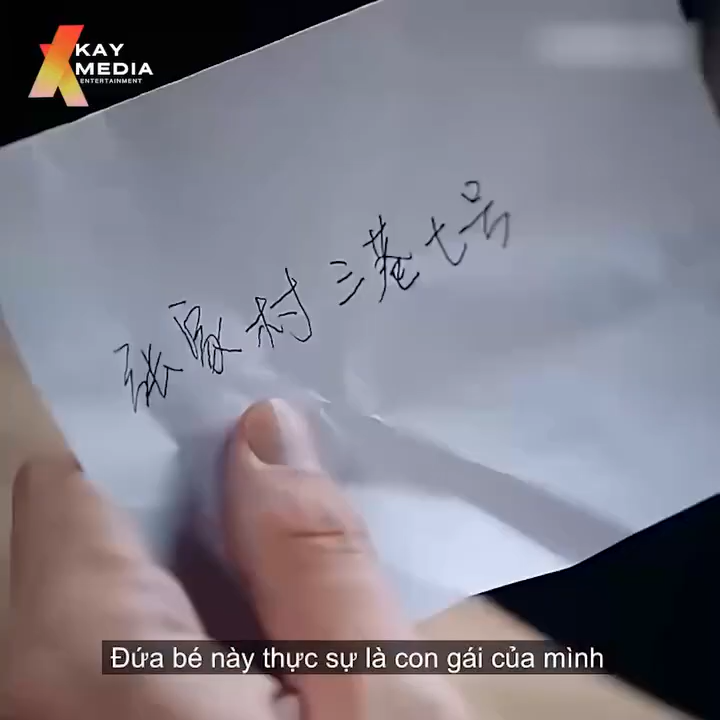 KAY
MEDIA
ENTERTAINMENT
张家村三巷七号
Đứa bé này thực sự là con gái của mình